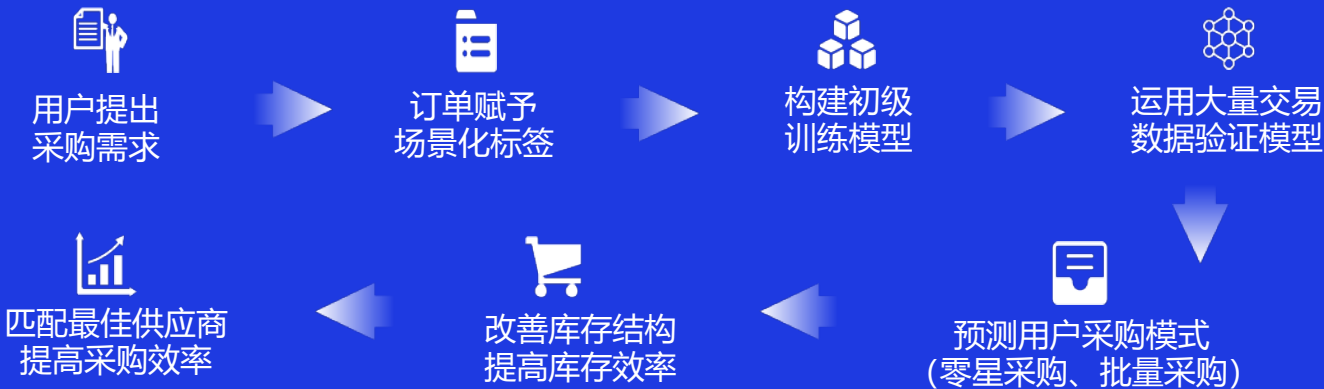 用户提出
采购需求
订单赋予
场景化标签
构建初级
训练模型
运用大量交易
数据验证模型
预测用户采购模式
（零星采购、批量采购）
改善库存结构
提高库存效率
匹配最佳供应商
提高采购效率